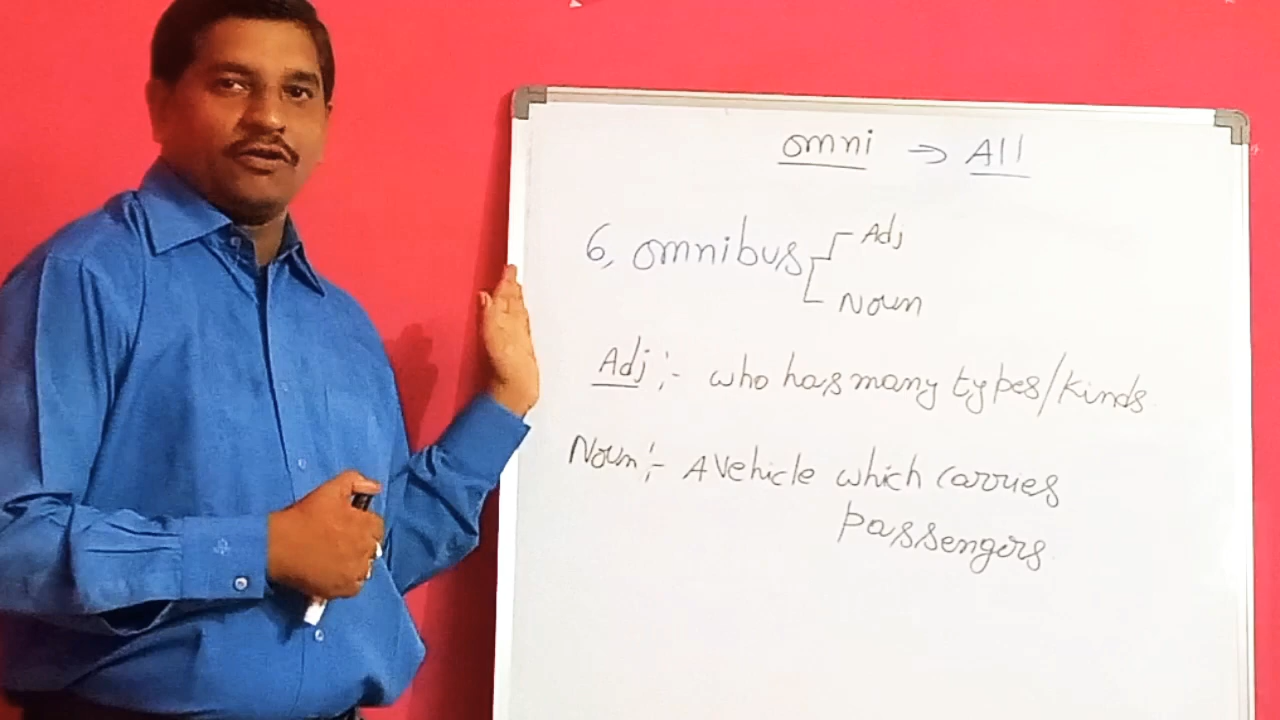 omni → All
6, omnibus
Adj
Noun
Adj :- who has many types/kinds
Noun :- A vehicle which carries
passengers